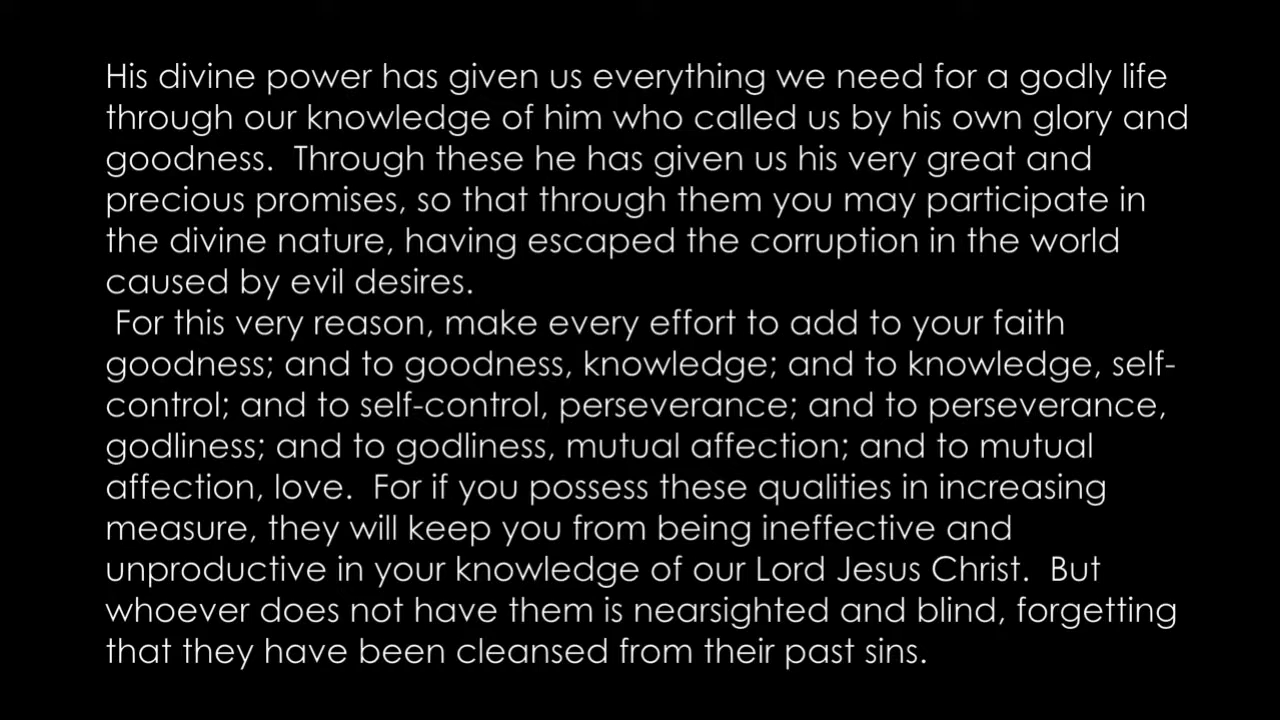 His divine power has given us everything we need for a godly life
through our knowledge of him who called us by his own glory and
goodness.  Through these he has given us his very great and
precious promises, so that through them you may participate in
the divine nature, having escaped the corruption in the world
caused by evil desires.
For this very reason, make every effort to add to your faith
goodness; and to goodness, knowledge; and to knowledge, self-
control; and to self-control, perseverance; and to perseverance,
godliness; and to godliness, mutual affection; and to mutual
affection, love.  For if you possess these qualities in increasing
measure, they will keep you from being ineffective and
unproductive in your knowledge of our Lord Jesus Christ.  But
whoever does not have them is nearsighted and blind, forgetting
that they have been cleansed from their past sins.